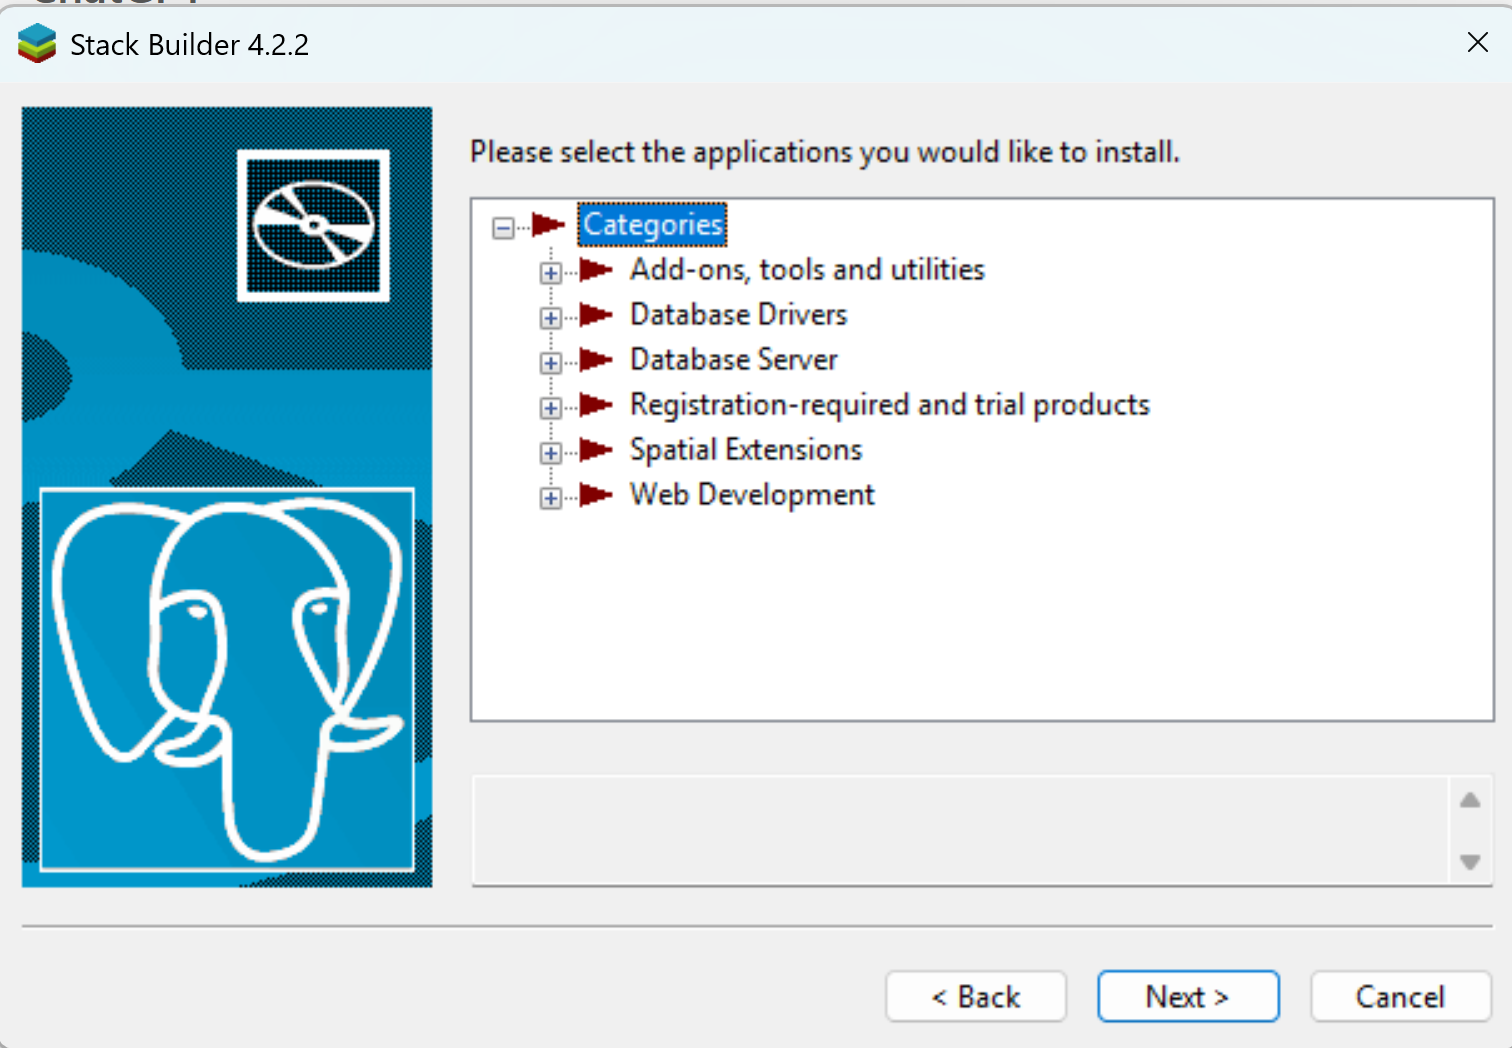 Stack Builder 4.2.2
Please select the applications you would like to install.
Categories
Add-ons, tools and utilities
Database Drivers
Database Server
Registration-required and trial products
Spatial Extensions
Web Development
< Back
Next >
Cancel